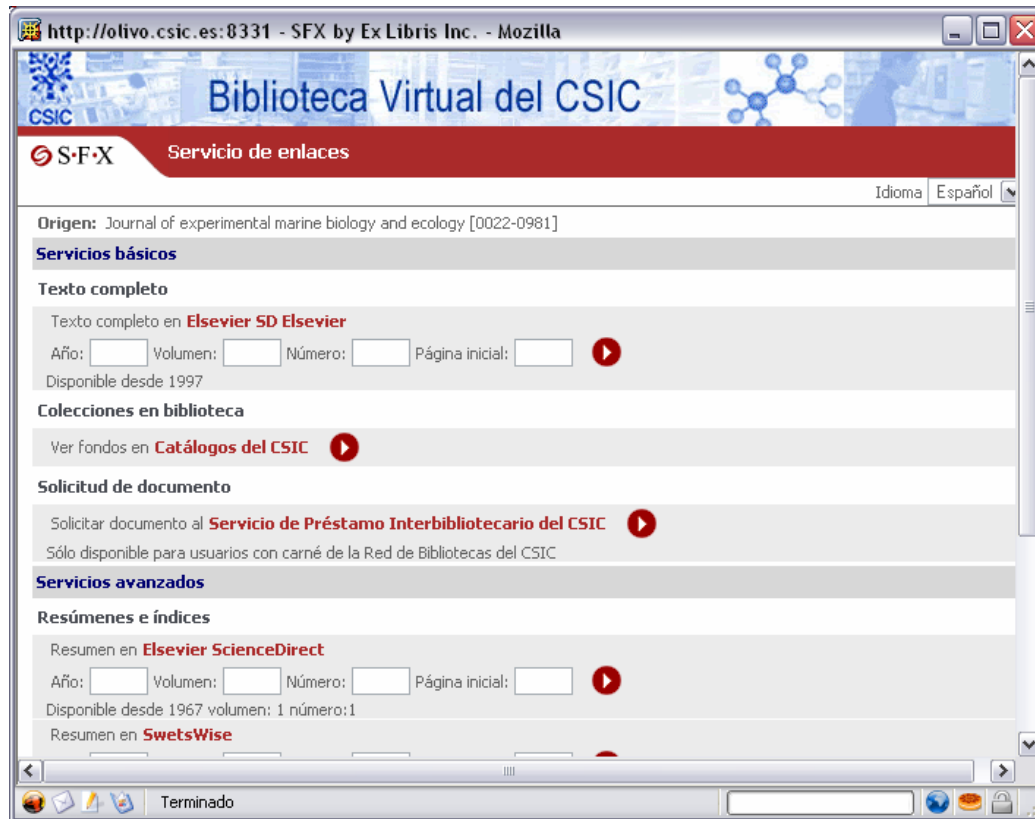 http://olivo.csic.es:8331 - SFX by Ex Libris Inc. - Mozilla
CSIC
Biblioteca Virtual del CSIC
S·F·X Servicio de enlaces
Idioma Español
Origen: Journal of experimental marine biology and ecology [0022-0981]
Servicios básicos
Texto completo
Texto completo en Elsevier SD Elsevier
Año: Volumen: Número: Página inicial:
Disponible desde 1997
Colecciones en biblioteca
Ver fondos en Catálogos del CSIC
Solicitud de documento
Solicitar documento al Servicio de Préstamo Interbibliotecario del CSIC
Sólo disponible para usuarios con carné de la Red de Bibliotecas del CSIC
Servicios avanzados
Resúmenes e índices
Resumen en Elsevier ScienceDirect
Año: Volumen: Número: Página inicial:
Disponible desde 1967 volumen: 1 número:1
Resumen en SwetsWise
Terminado